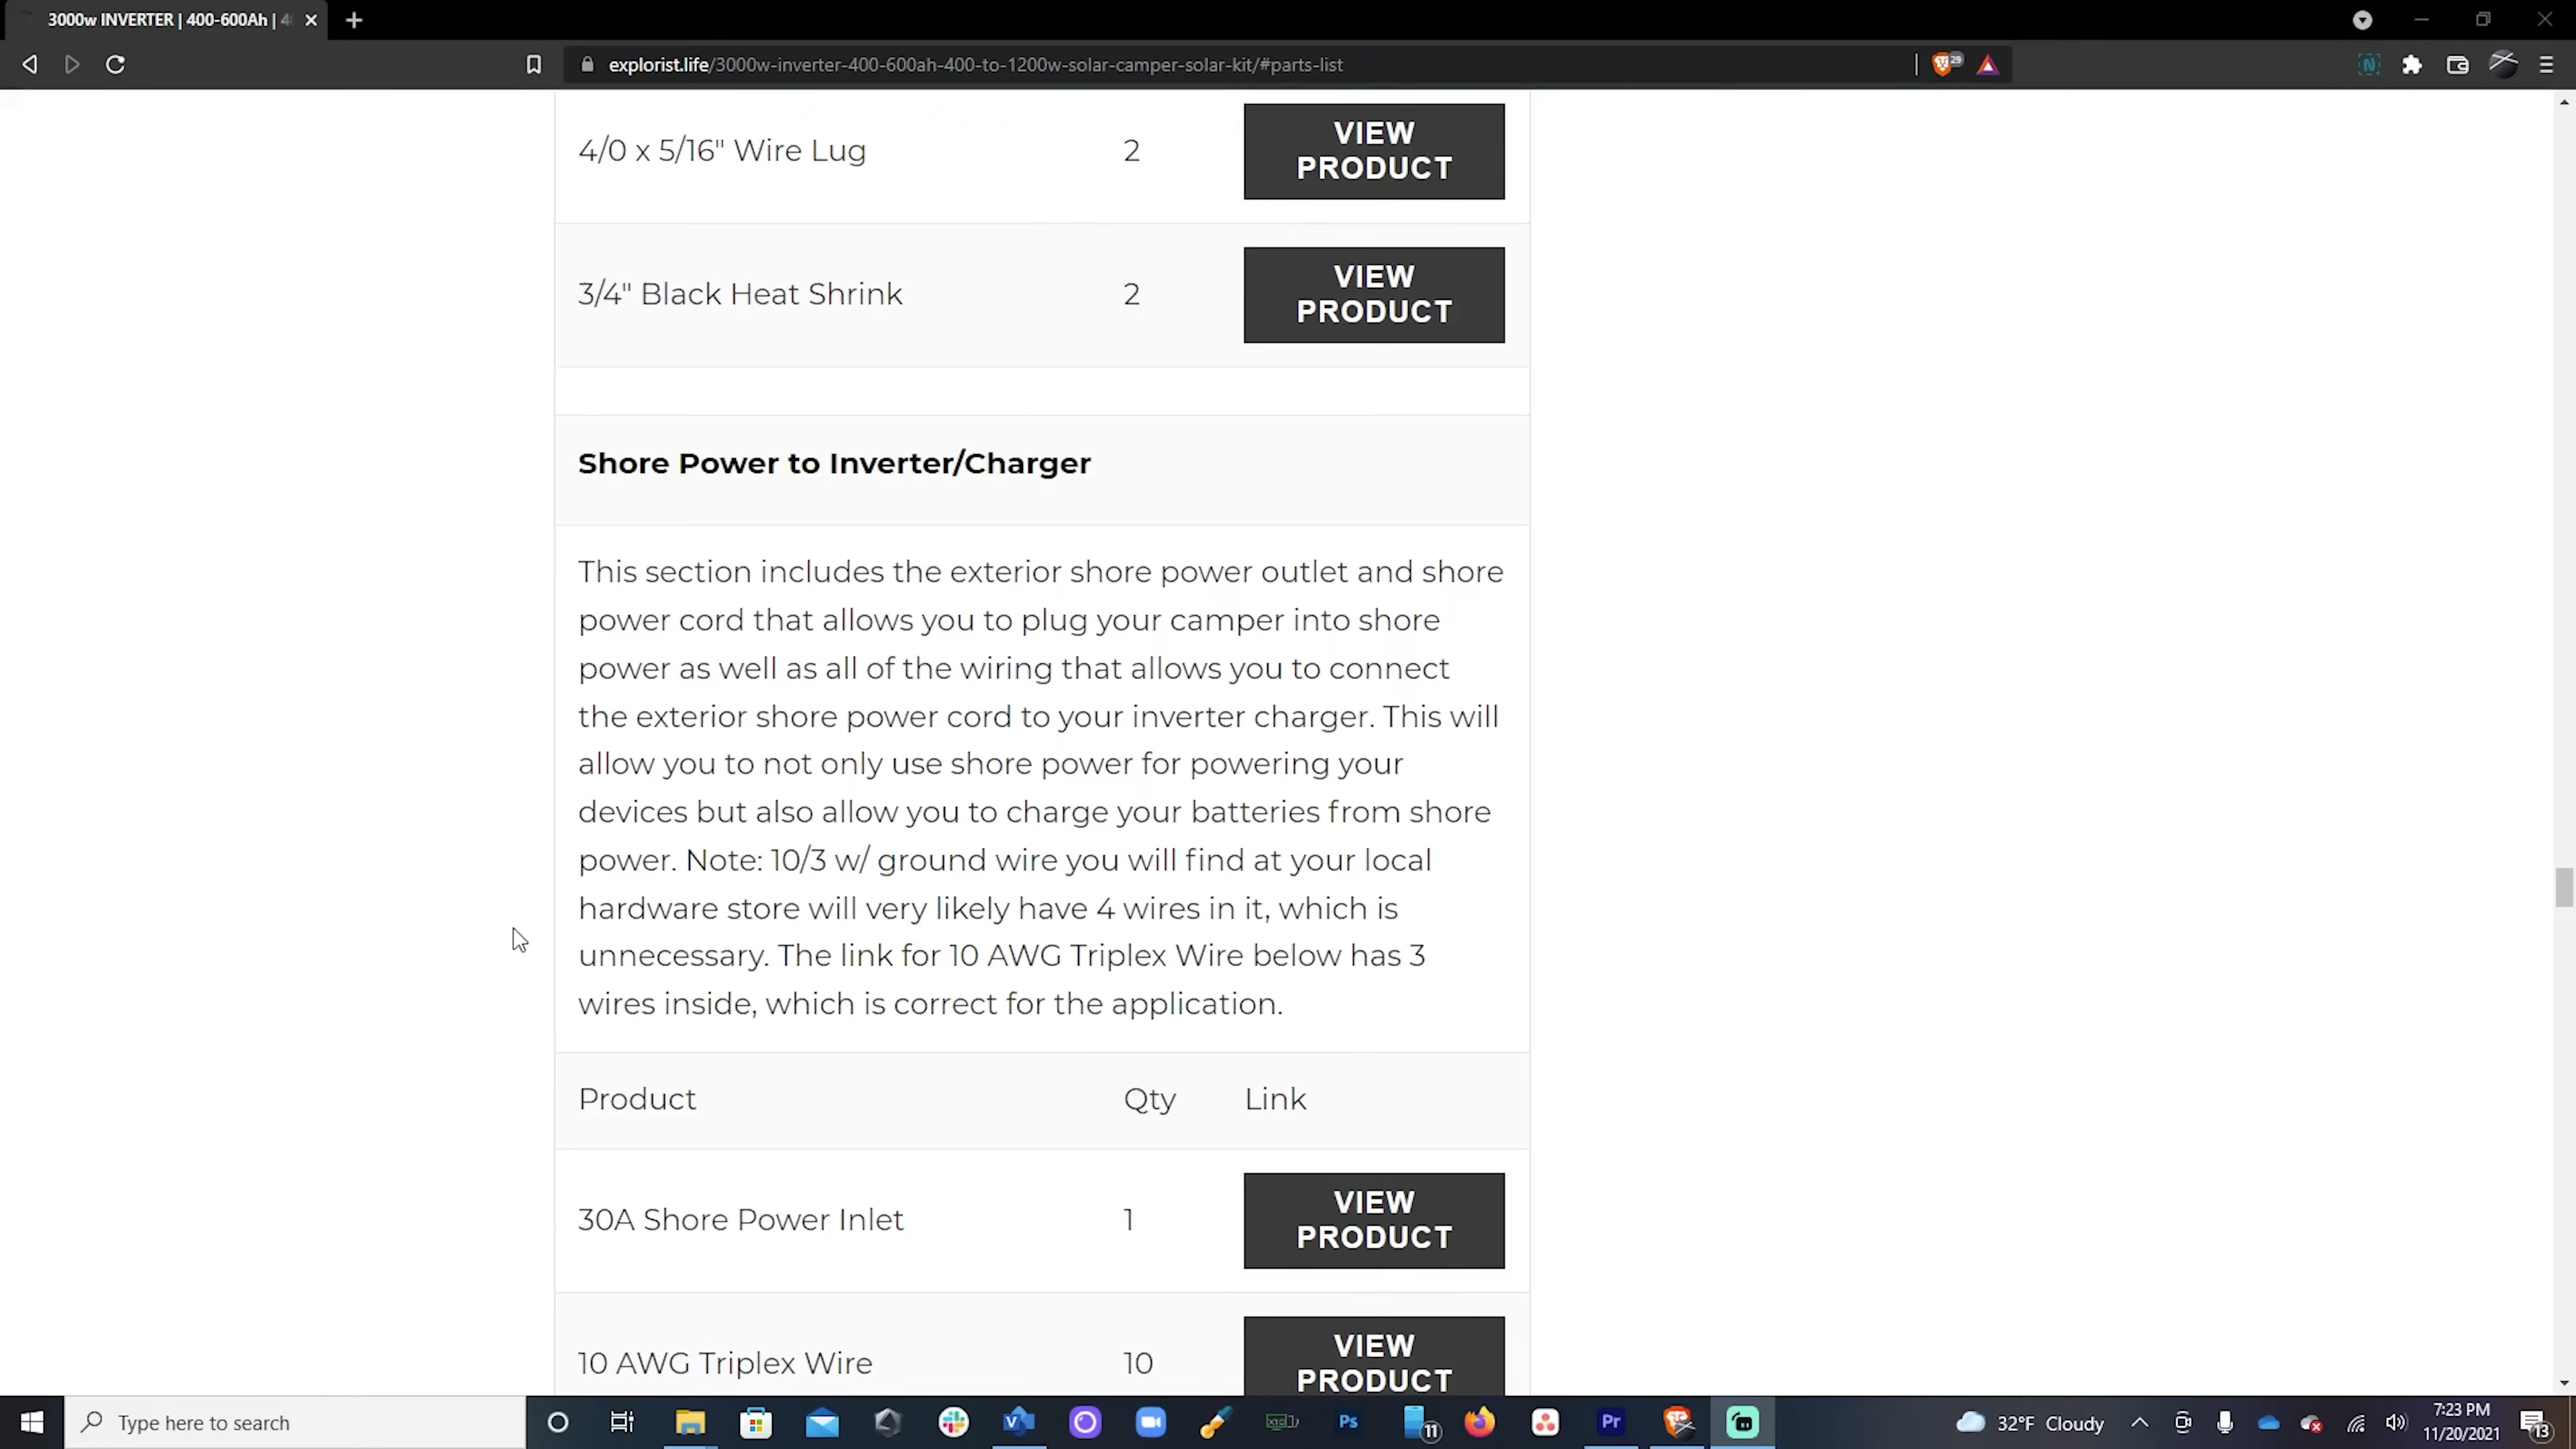 3000w INVERTER | 400-600Ah | 4
explorist.life/3000w-inverter-400-600ah-400-to-1200w-solar-camper-solar-kit/#parts-list
29
4/0 x 5/16" Wire Lug 2 VIEW PRODUCT
3/4" Black Heat Shrink 2 VIEW PRODUCT
Shore Power to Inverter/Charger
This section includes the exterior shore power outlet and shore
power cord that allows you to plug your camper into shore
power as well as all of the wiring that allows you to connect
the exterior shore power cord to your inverter charger. This will
allow you to not only use shore power for powering your
devices but also allow you to charge your batteries from shore
power. Note: 10/3 w/ ground wire you will find at your local
hardware store will very likely have 4 wires in it, which is
unnecessary. The link for 10 AWG Triplex Wire below has 3
wires inside, which is correct for the application.
Product Qty Link
30A Shore Power Inlet 1 VIEW PRODUCT
10 AWG Triplex Wire 10 VIEW PRODUCT
Type here to search
Ps
11
Pr
32°F Cloudy
7:23 PM
11/20/2021
13